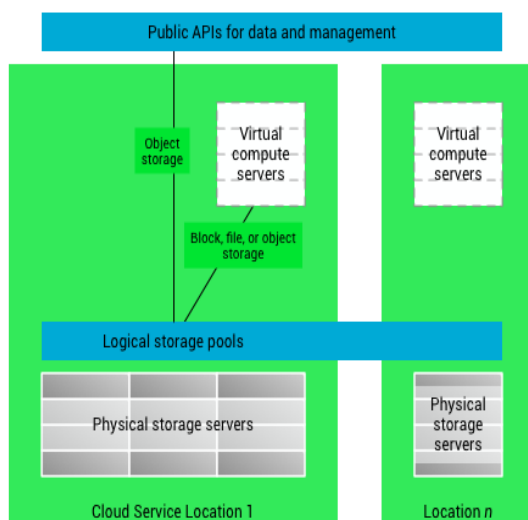 Public APIs for data and management
Object
storage
Virtual
compute
servers
Virtual
compute
servers
Block, file, or object
storage
Logical storage pools
Physical storage servers
Physical
storage
servers
Cloud Service Location 1
Location n